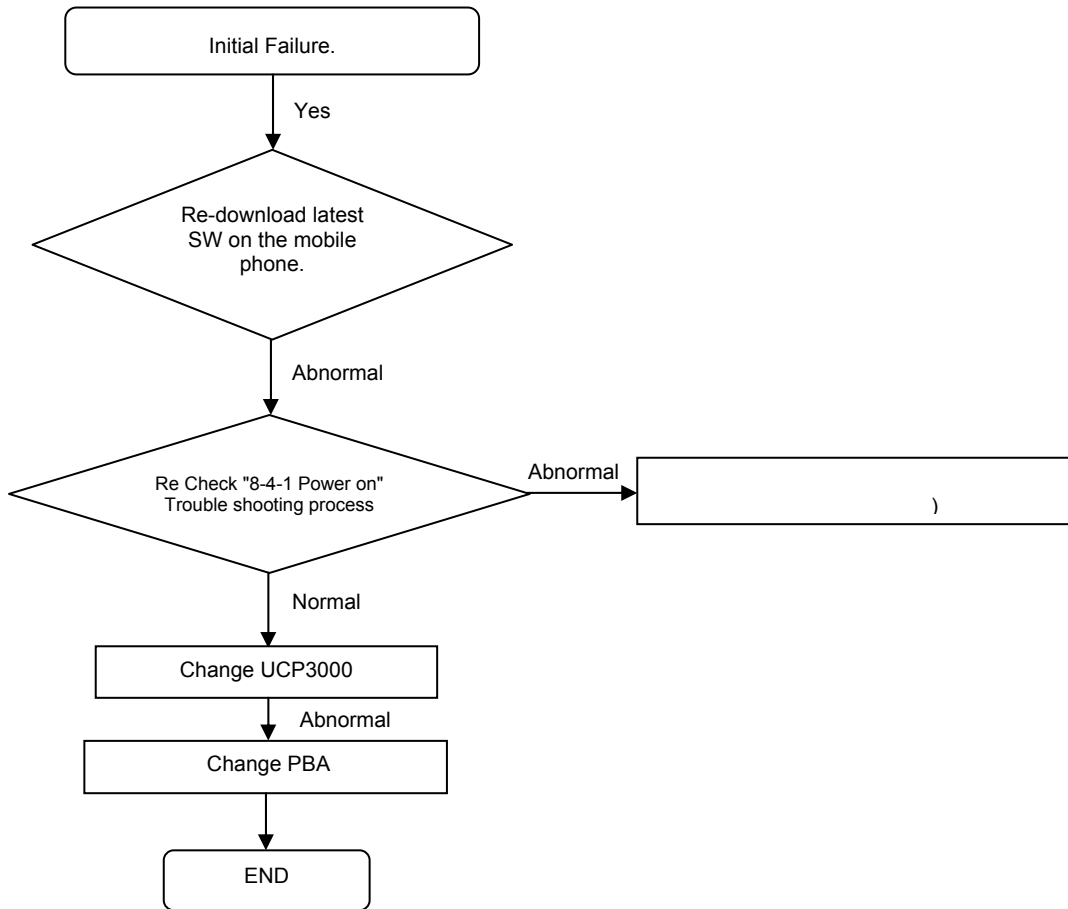 Initial Failure.
Yes
Re-download latest
SW on the mobile
phone.
Abnormal
Re Check "8-4-1 Power on"
Trouble shooting process
Abnormal
)
Normal
Change UCP3000
Abnormal
Change PBA
END